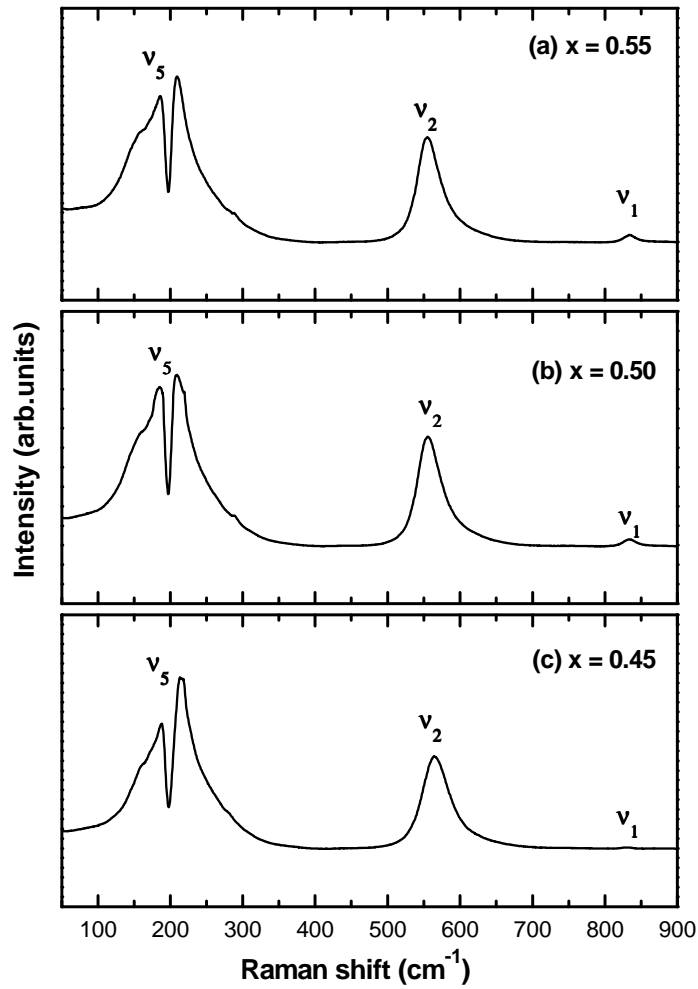 (a) x = 0.55
ν5
ν2
ν1
(b) x = 0.50
ν5
ν2
ν1
(c) x = 0.45
ν5
ν2
ν1
100 200 300 400 500 600 700 800 900
Raman shift (cm-1)
Intensity (arb.units)